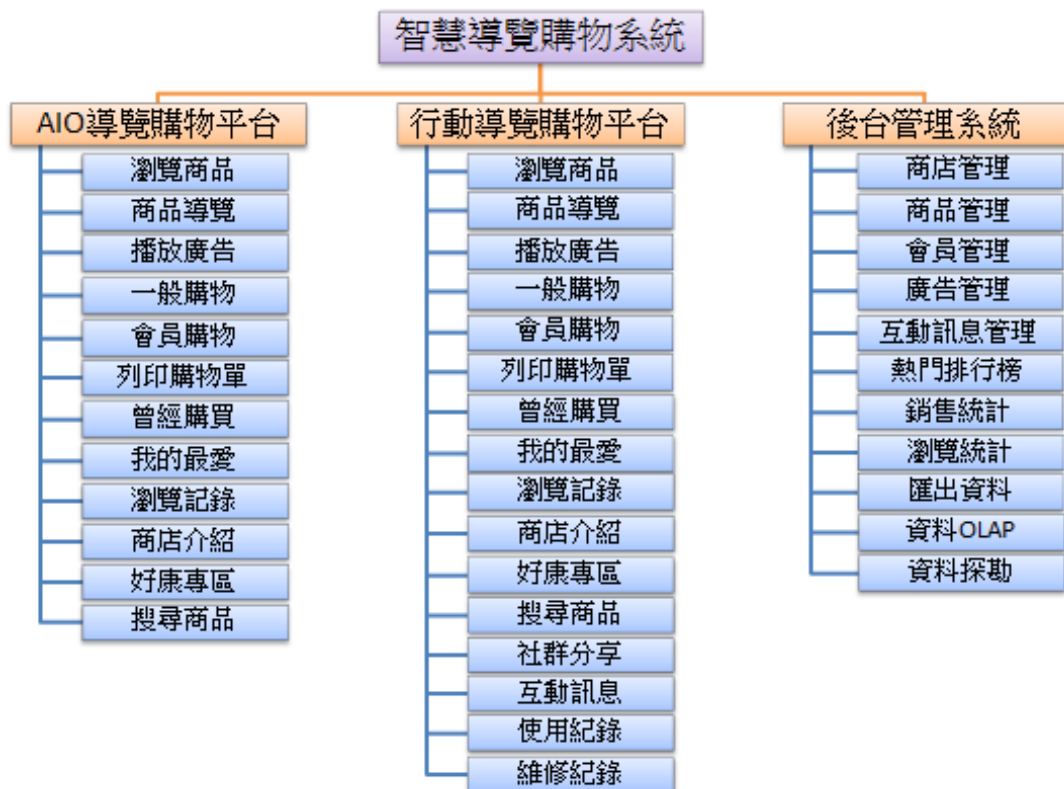 智慧導覽購物系統
AIO導覽購物平台
瀏覽商品
商品導覽
播放廣告
一般購物
會員購物
列印購物單
曾經購買
我的最愛
瀏覽記錄
商店介紹
好康專區
搜尋商品
行動導覽購物平台
瀏覽商品
商品導覽
播放廣告
一般購物
會員購物
列印購物單
曾經購買
我的最愛
瀏覽記錄
商店介紹
好康專區
搜尋商品
社群分享
互動訊息
使用紀錄
維修紀錄
後台管理系統
商店管理
商品管理
會員管理
廣告管理
互動訊息管理
熱門排行榜
銷售統計
瀏覽統計
匯出資料
資料OLAP
資料探勘